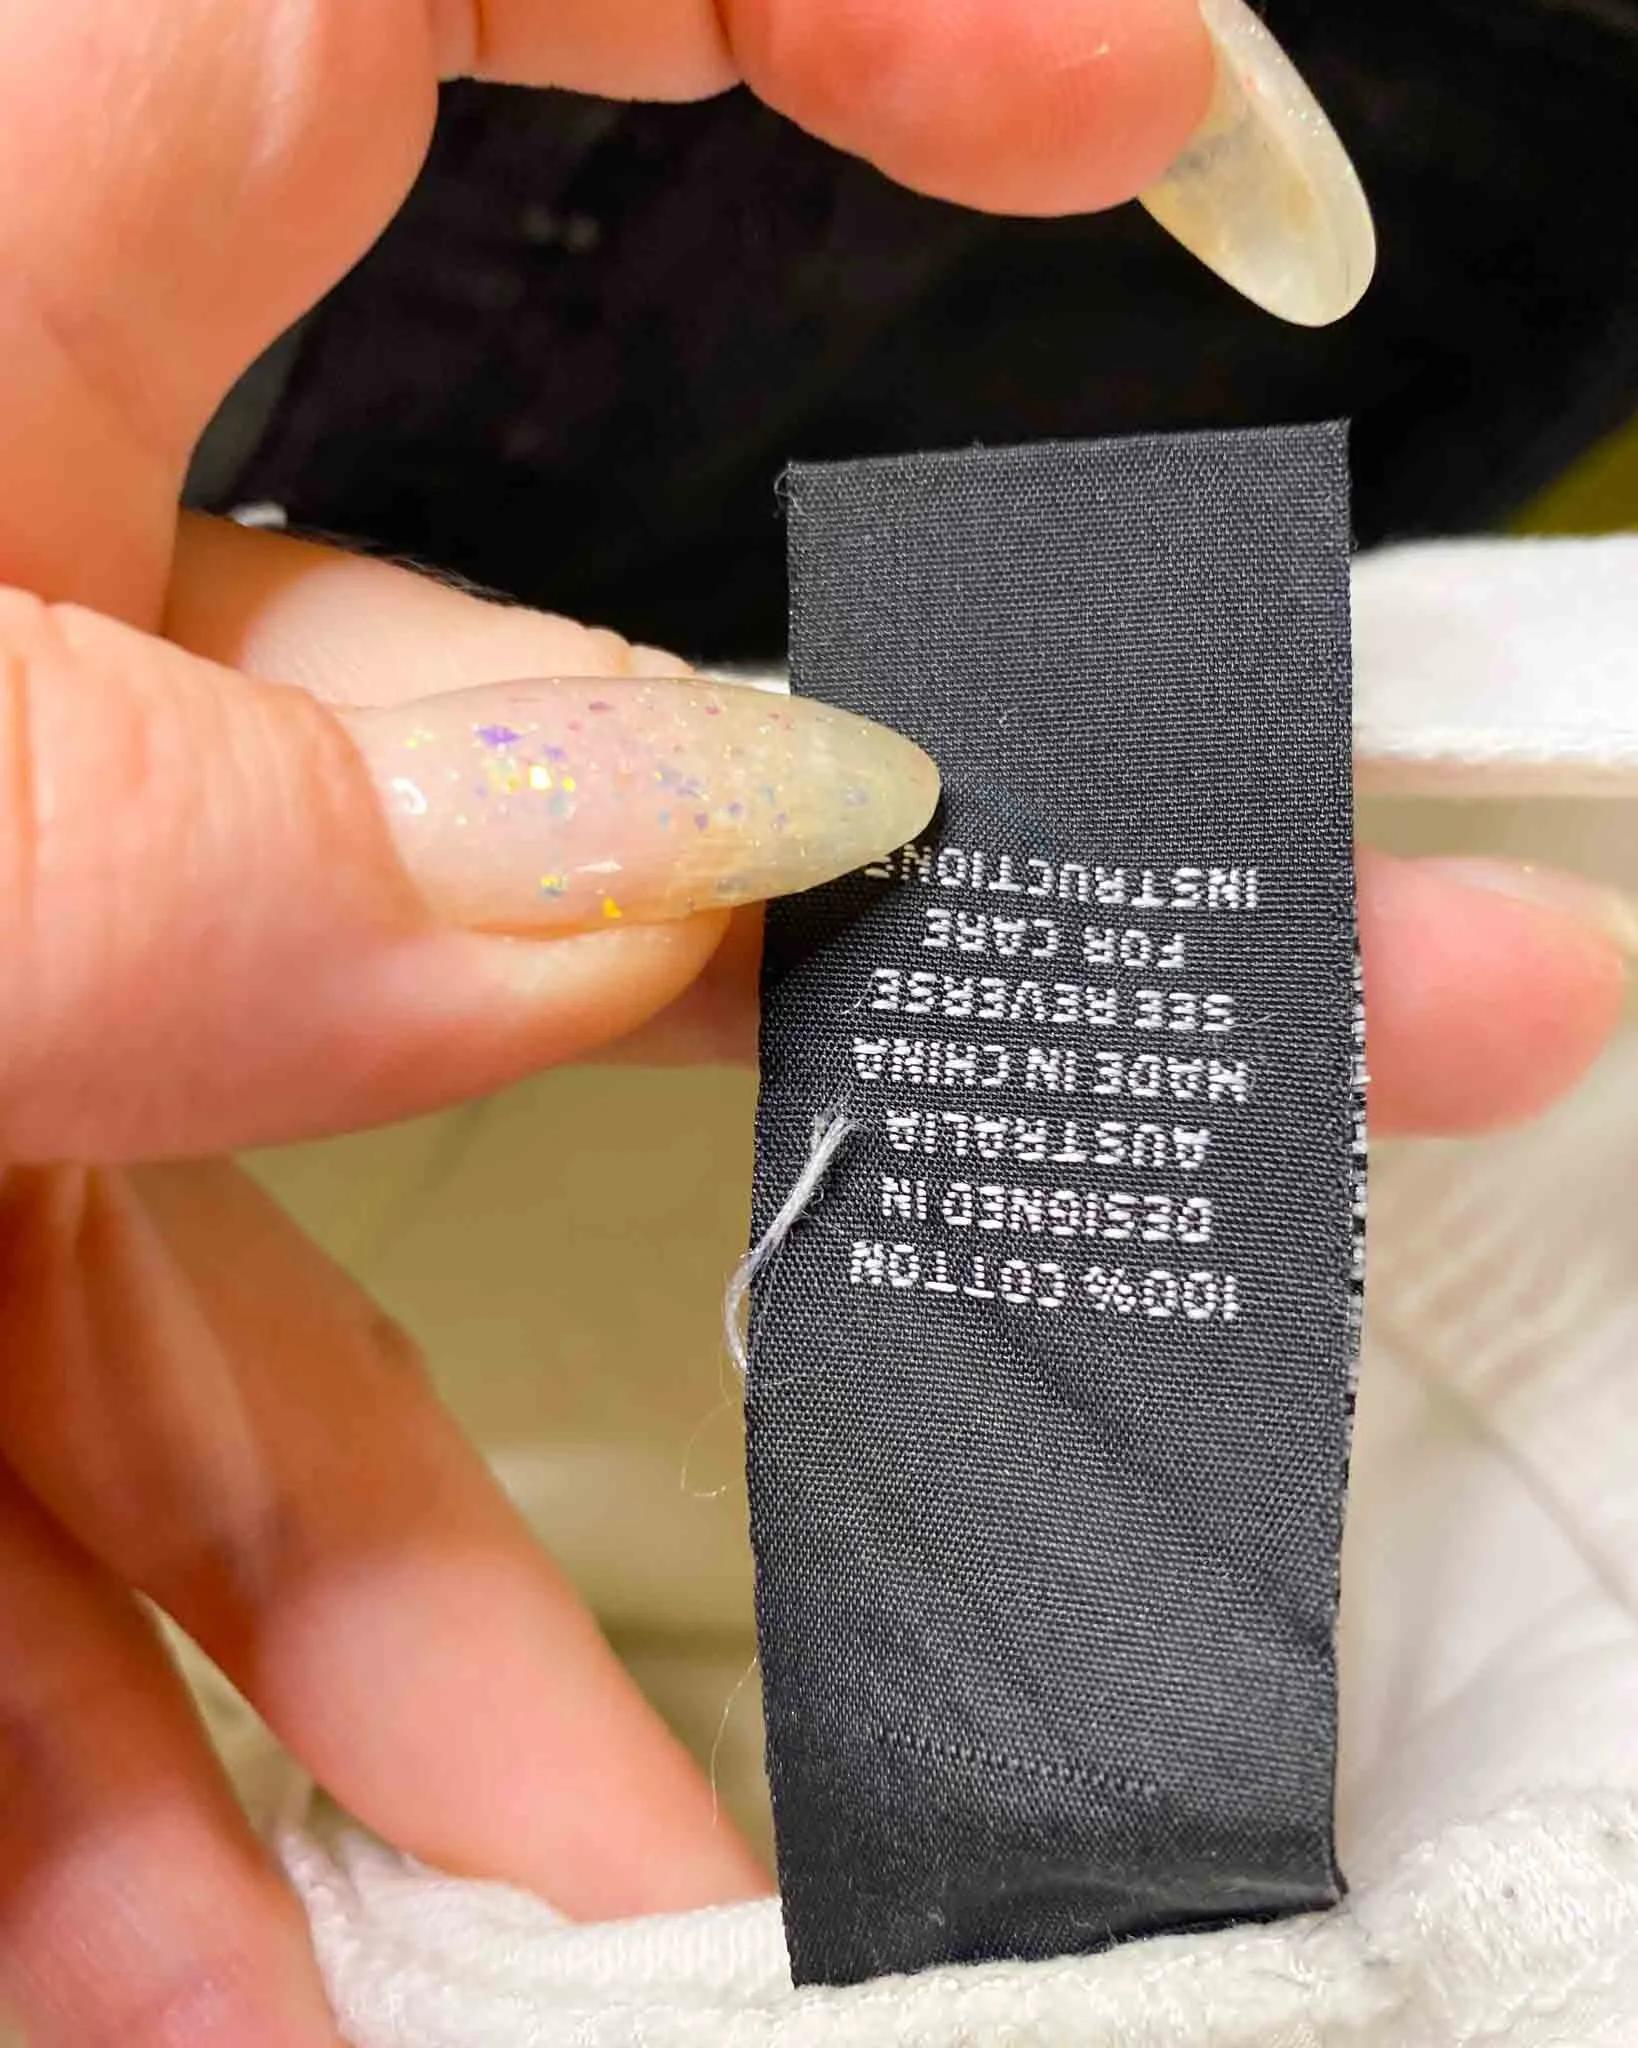 100% COTTON
DESIGNED IN
AUSTRALIA
MADE IN CHINA
SEE REVERSE
FOR CARE
INSTRUCTIONS